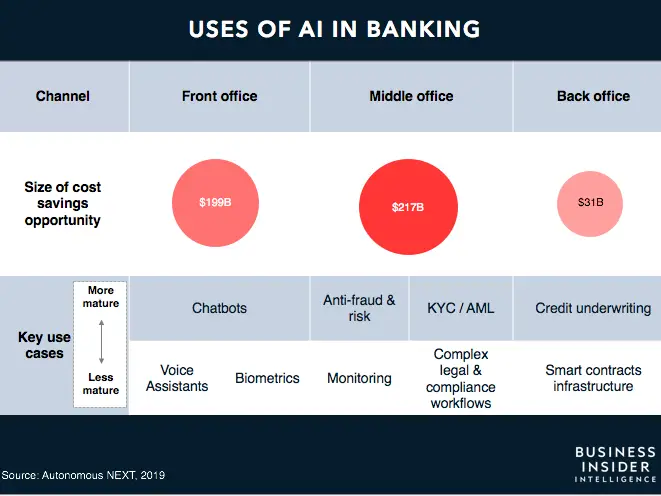 USES OF AI IN BANKING
Channel
Front office
Middle office
Back office
Size of cost
savings
opportunity
$199B
$217B
$31B
Key use
cases
More
mature
Less
mature
Chatbots
Anti-fraud &
risk
KYC / AML
Credit underwriting
Voice
Assistants
Biometrics
Monitoring
Complex
legal &
compliance
workflows
Smart contracts
infrastructure
Source: Autonomous NEXT, 2019
BUSINESS
INSIDER
INTELLIGENCE